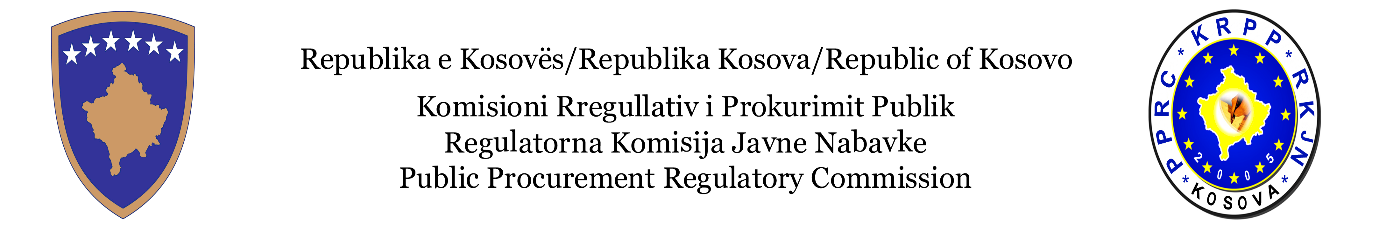 Republika e Kosovës/Republika Kosova/Republic of Kosovo
Komisioni Rregullativ i Prokurimit Publik
Regulatorna Komisija Javne Nabavke
Public Procurement Regulatory Commission
PPRC * KRPP * RKJN
* KOSOVA *
2005